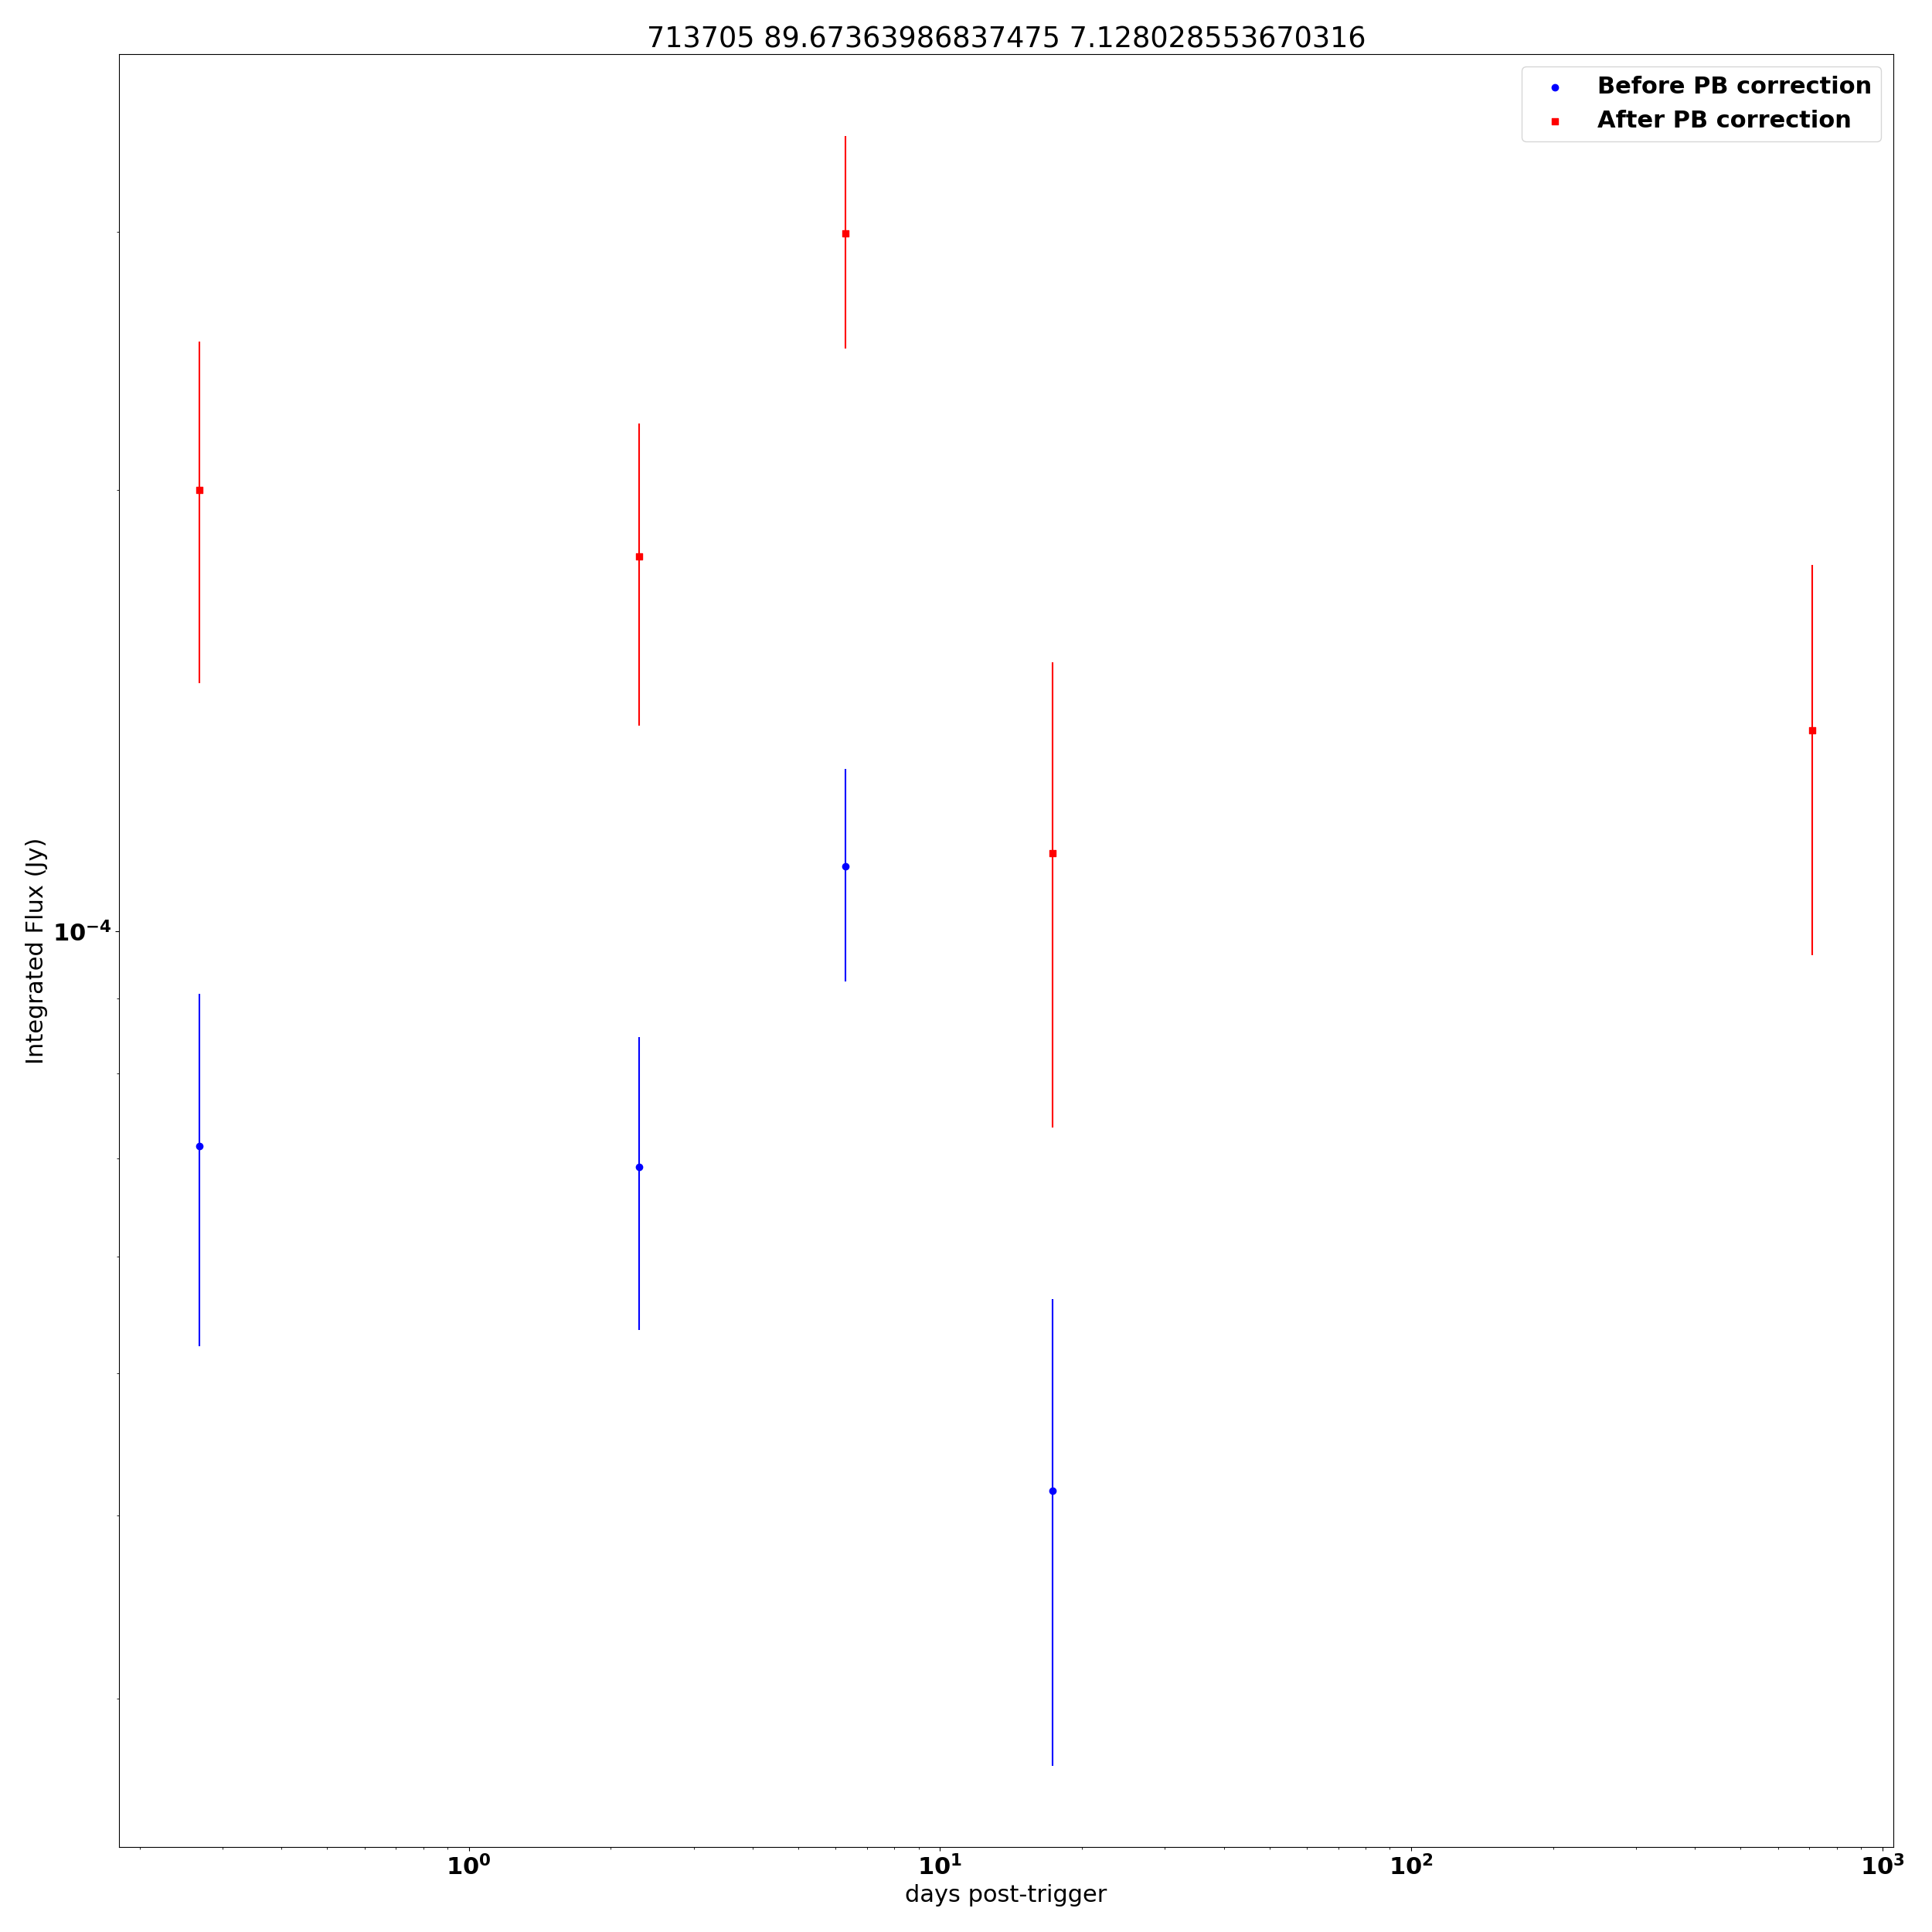 713705 89.67363986837475 7.128028553670316
Before PB correction
After PB correction
Integrated Flux (Jy)
10⁻⁴
10⁰ 10¹ 10² 10³
days post-trigger